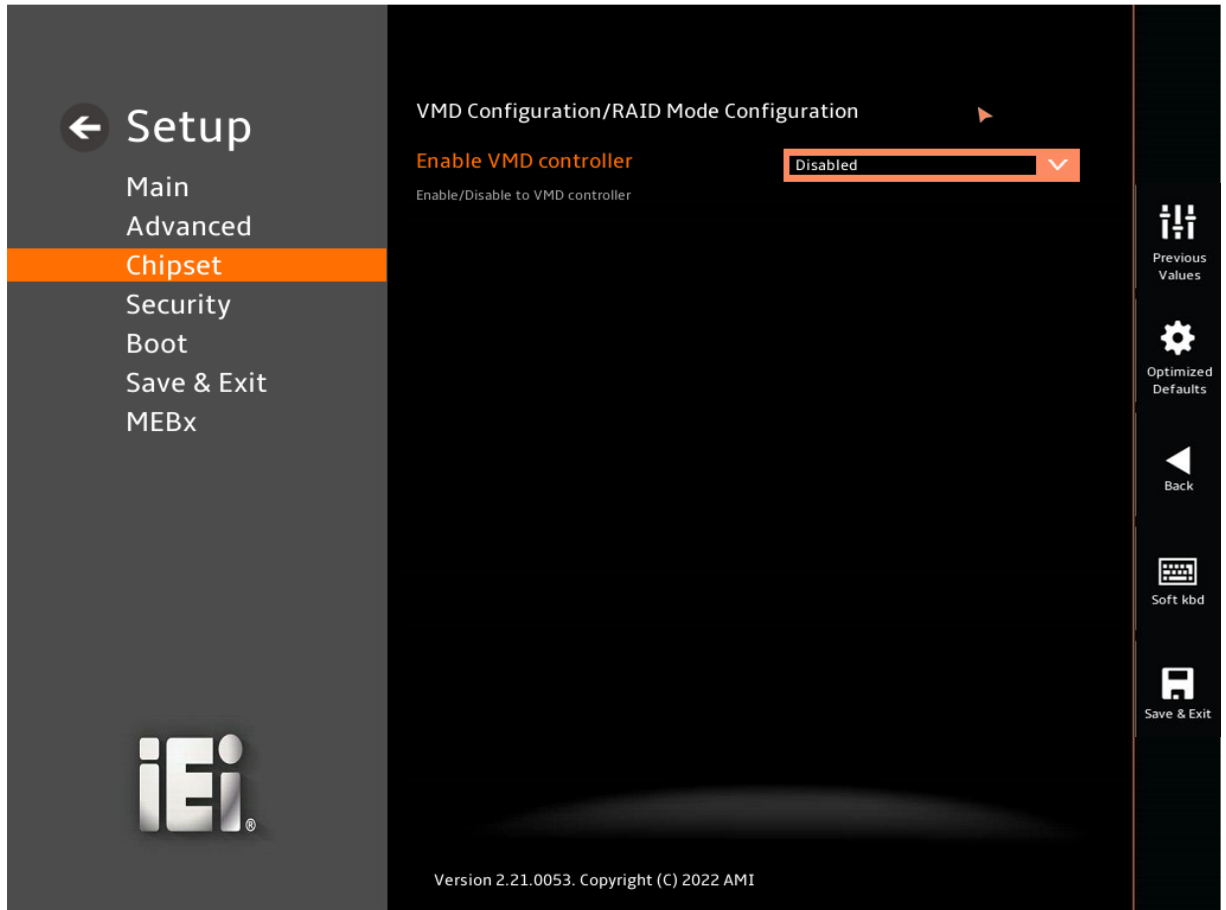 Setup
Main
Advanced
Chipset
Security
Boot
Save & Exit
MEBx
iEi®
VMD Configuration/RAID Mode Configuration
Enable VMD controller
Disabled
Enable/Disable to VMD controller
Version 2.21.0053. Copyright (C) 2022 AMI
Previous
Values
Optimized
Defaults
Back
Soft kbd
Save & Exit